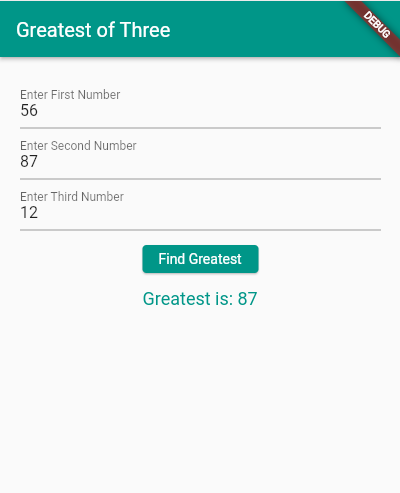 Greatest of Three
DEBUG
Enter First Number
56
Enter Second Number
87
Enter Third Number
12
Find Greatest
Greatest is: 87